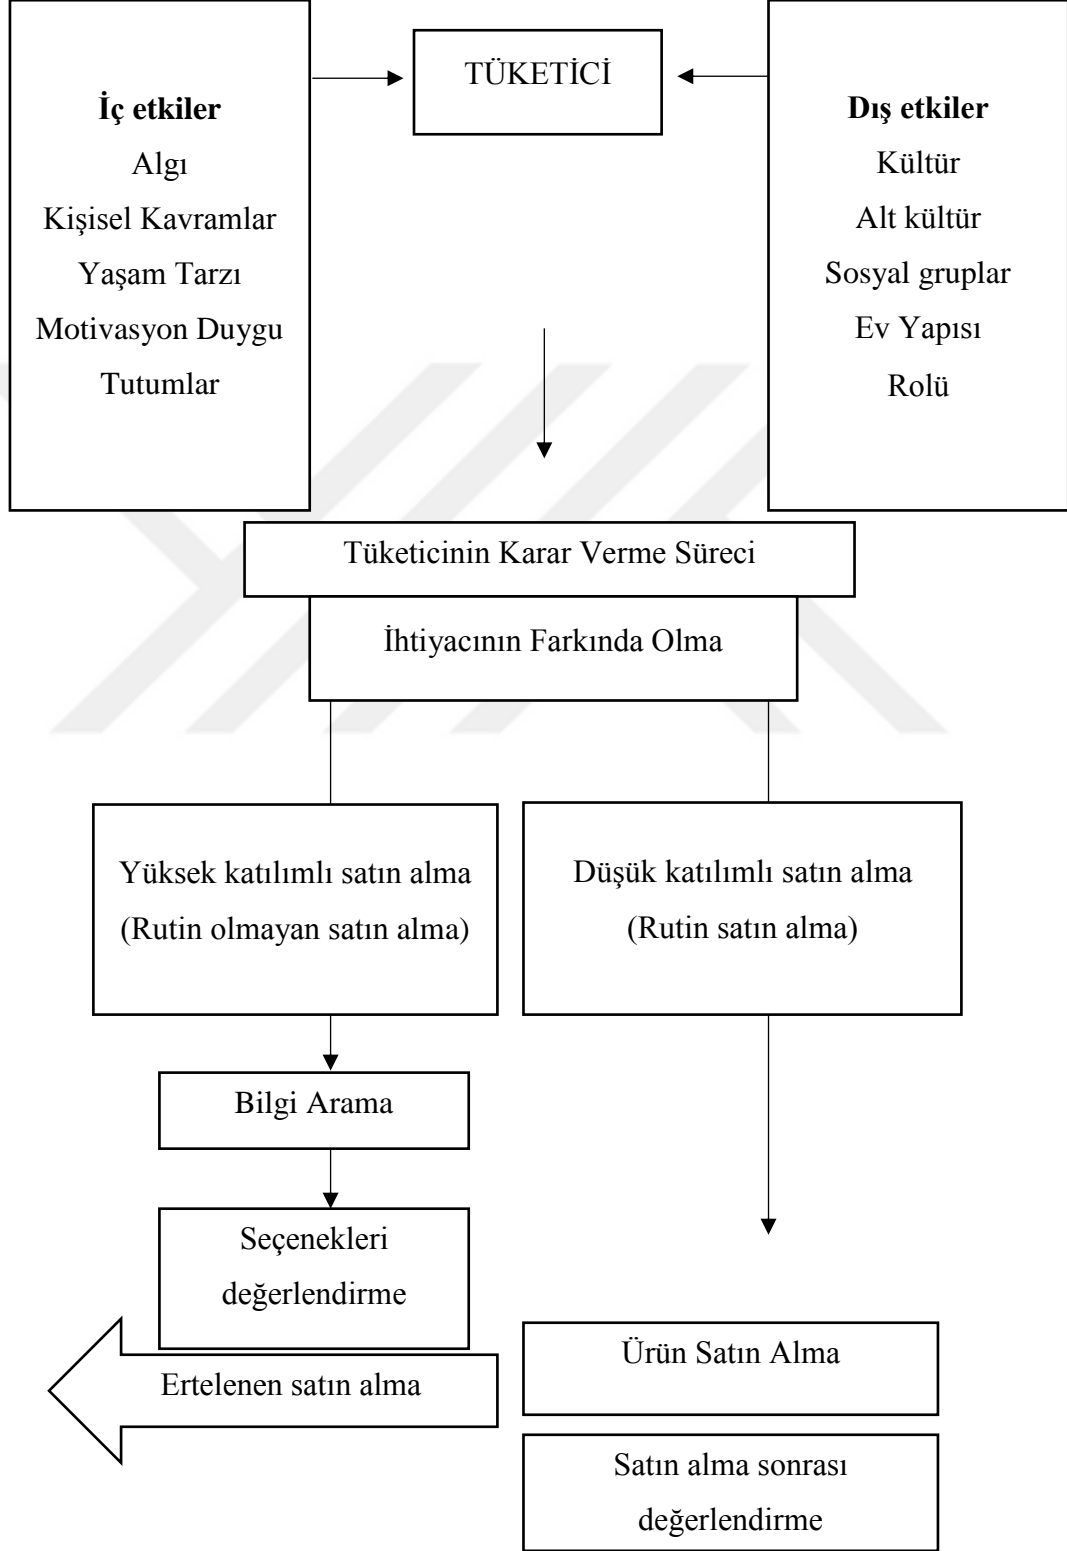 TÜKETİCİ
İç etkiler
Algı
Kişisel Kavramlar
Yaşam Tarzı
Motivasyon Duygu
Tutumlar
Dış etkiler
Kültür
Alt kültür
Sosyal gruplar
Ev Yapısı
Rolü
Tüketicinin Karar Verme Süreci
İhtiyacının Farkında Olma
Yüksek katılımlı satın alma
(Rutin olmayan satın alma)
Düşük katılımlı satın alma
(Rutin satın alma)
Bilgi Arama
Seçenekleri
değerlendirme
Ertelenen satın alma
Ürün Satın Alma
Satın alma sonrası
değerlendirme